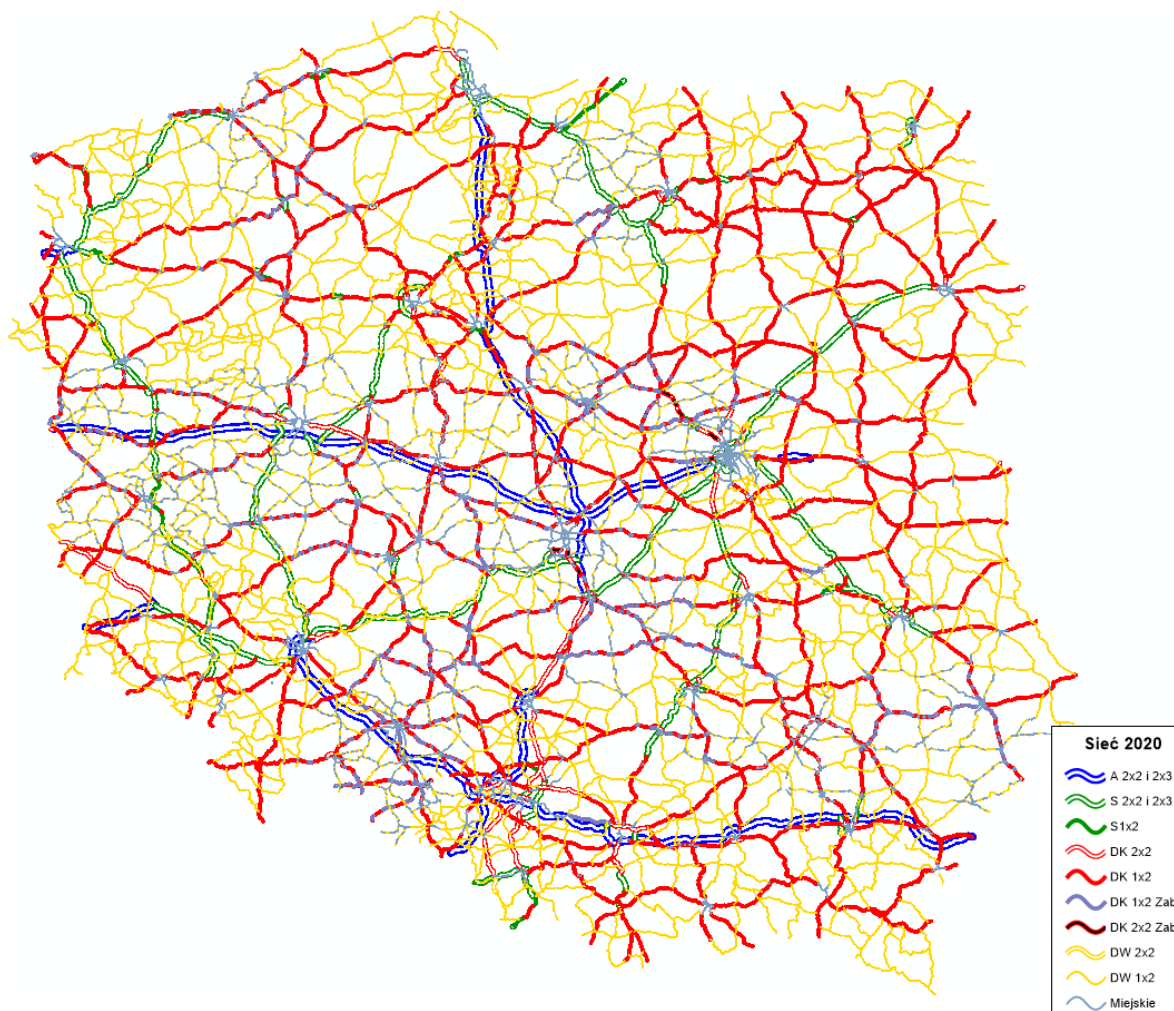 Sieć 2020
A 2x2 i 2x3
S 2x2 i 2x3
S1x2
DK 2x2
DK 1x2
DK 1x2 Zab
DK 2x2 Zab
DW 2x2
DW 1x2
Miejskie